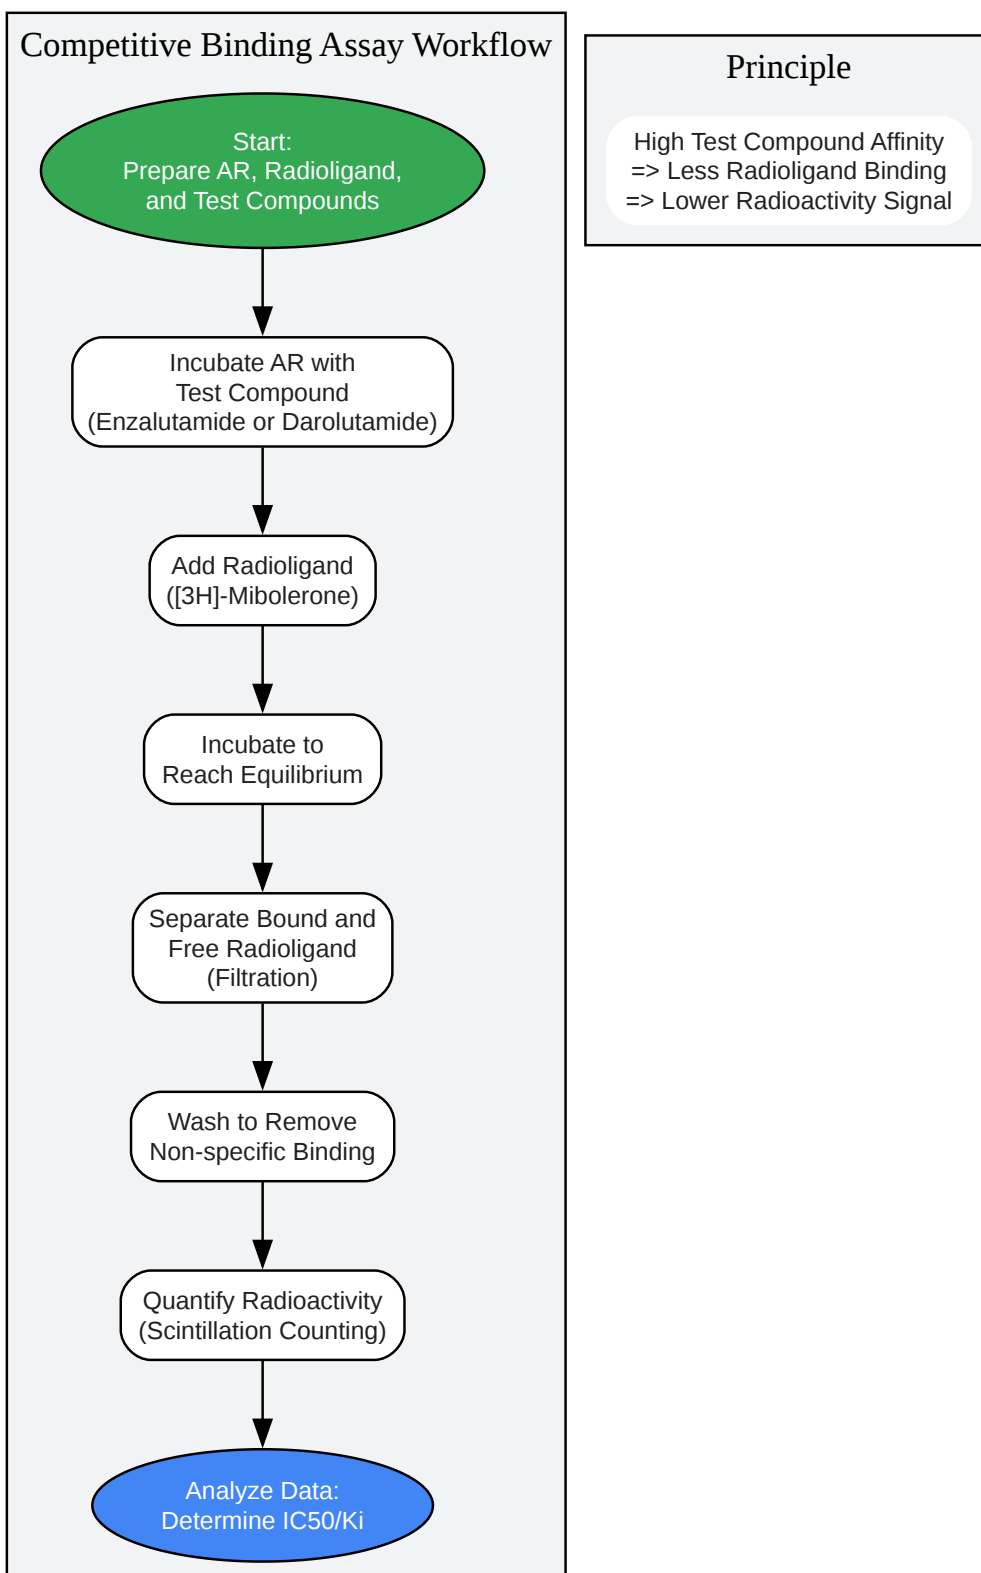 Competitive Binding Assay Workflow
Start:
Prepare AR, Radioligand,
and Test Compounds
Incubate AR with
Test Compound
(Enzalutamide or Darolutamide)
Add Radioligand
([3H]-Mibolerone)
Incubate to
Reach Equilibrium
Separate Bound and
Free Radioligand
(Filtration)
Wash to Remove
Non-specific Binding
Quantify Radioactivity
(Scintillation Counting)
Analyze Data:
Determine IC50/Ki
Principle
High Test Compound Affinity
=> Less Radioligand Binding
=> Lower Radioactivity Signal